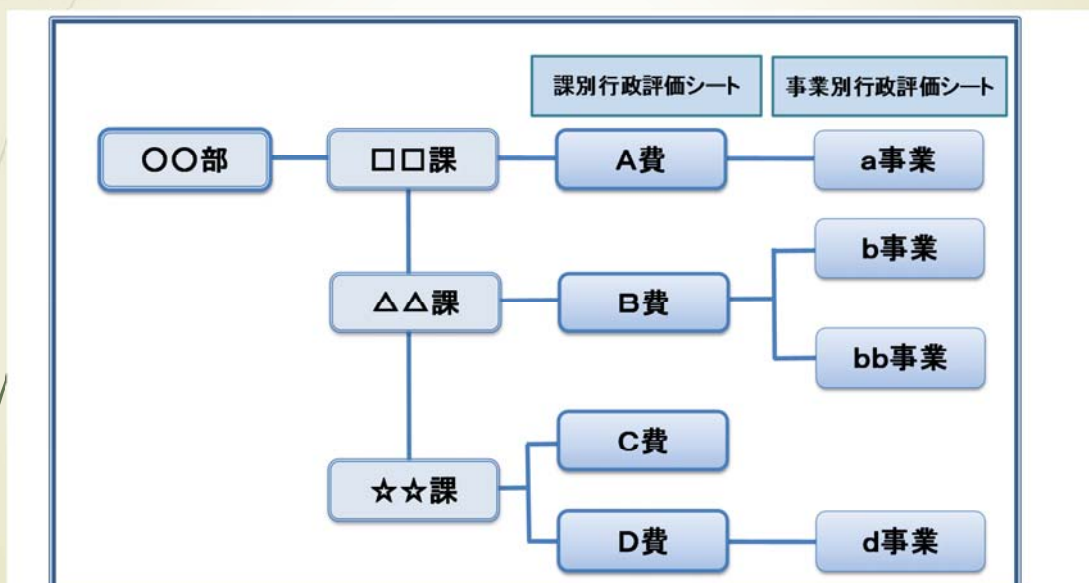 課別行政評価シート
事業別行政評価シート
○○部
□□課
A費
a事業
b事業
△△課
B費
bb事業
C費
☆☆課
D費
d事業